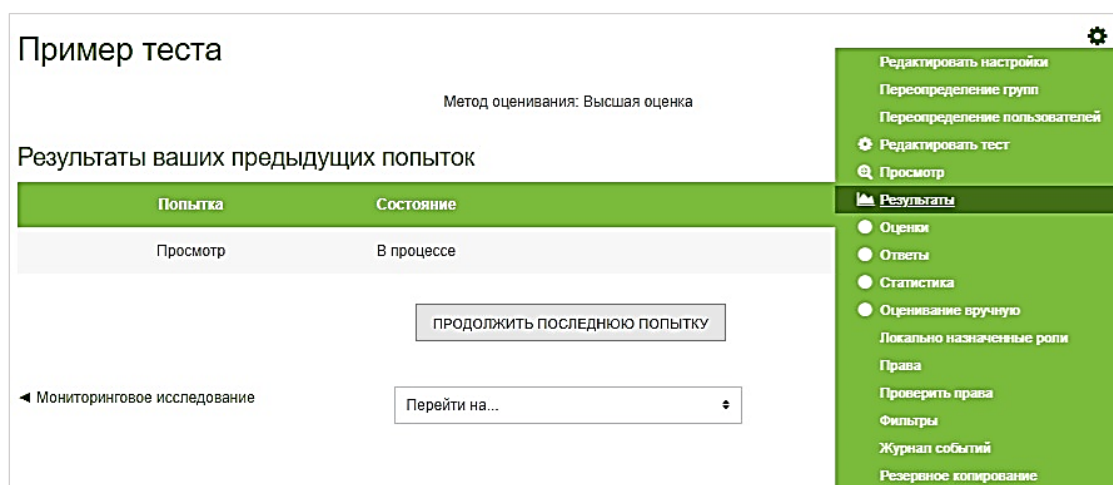 Пример теста
Метод оценивания: Высшая оценка
Результаты ваших предыдущих попыток
Попытка Состояние
Просмотр В процессе
ПРОДОЛЖИТЬ ПОСЛЕДНЮЮ ПОПЫТКУ
◄ Мониторинговое исследование
Перейти на...
Редактировать настройки
Переопределение групп
Переопределение пользователей
Редактировать тест
Просмотр
Результаты
Оценки
Ответы
Статистика
Оценивание вручную
Локально назначенные роли
Права
Проверить права
Фильтры
Журнал событий
Резервное копирование